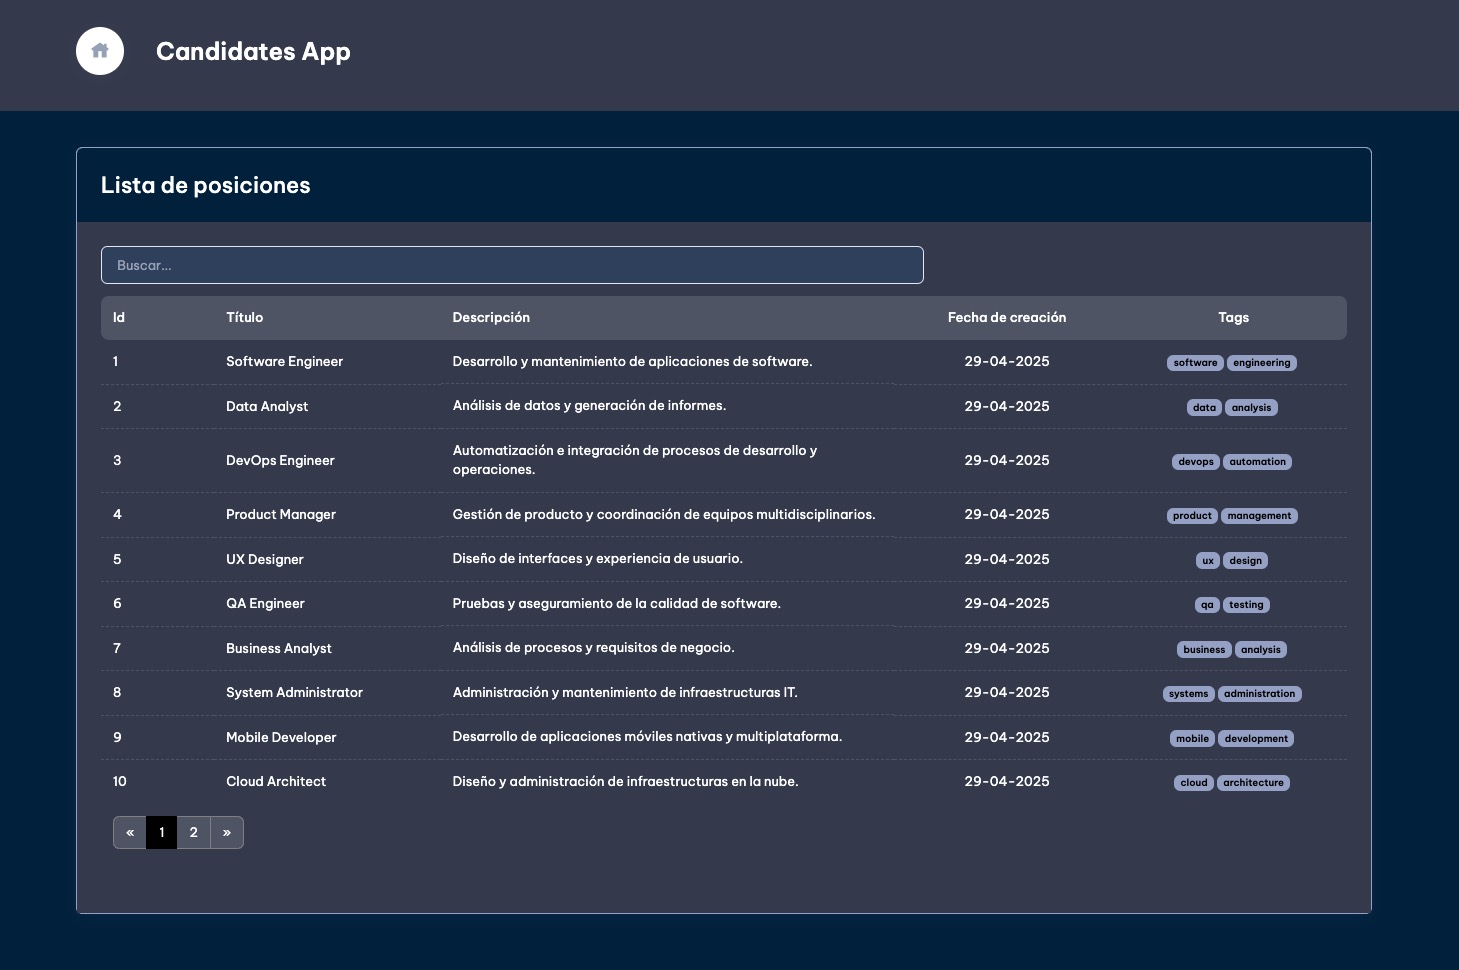 Candidates App
Lista de posiciones
Buscar...
Id Título Descripción Fecha de creación Tags
1 Software Engineer Desarrollo y mantenimiento de aplicaciones de software. 29-04-2025 software engineering
2 Data Analyst Análisis de datos y generación de informes. 29-04-2025 data analysis
3 DevOps Engineer Automatización e integración de procesos de desarrollo y
operaciones. 29-04-2025 devops automation
4 Product Manager Gestión de producto y coordinación de equipos multidisciplinarios. 29-04-2025 product management
5 UX Designer Diseño de interfaces y experiencia de usuario. 29-04-2025 ux design
6 QA Engineer Pruebas y aseguramiento de la calidad de software. 29-04-2025 qa testing
7 Business Analyst Análisis de procesos y requisitos de negocio. 29-04-2025 business analysis
8 System Administrator Administración y mantenimiento de infraestructuras IT. 29-04-2025 systems administration
9 Mobile Developer Desarrollo de aplicaciones móviles nativas y multiplataforma. 29-04-2025 mobile development
10 Cloud Architect Diseño y administración de infraestructuras en la nube. 29-04-2025 cloud architecture
« 1 2 »